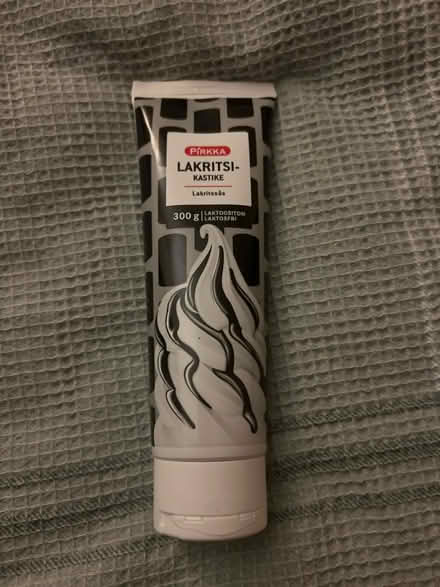 PIRKKA
LAKRITSI-
KASTIKE
Lakritssås
300 g LAKTOOSITON
LAKTOSFRI